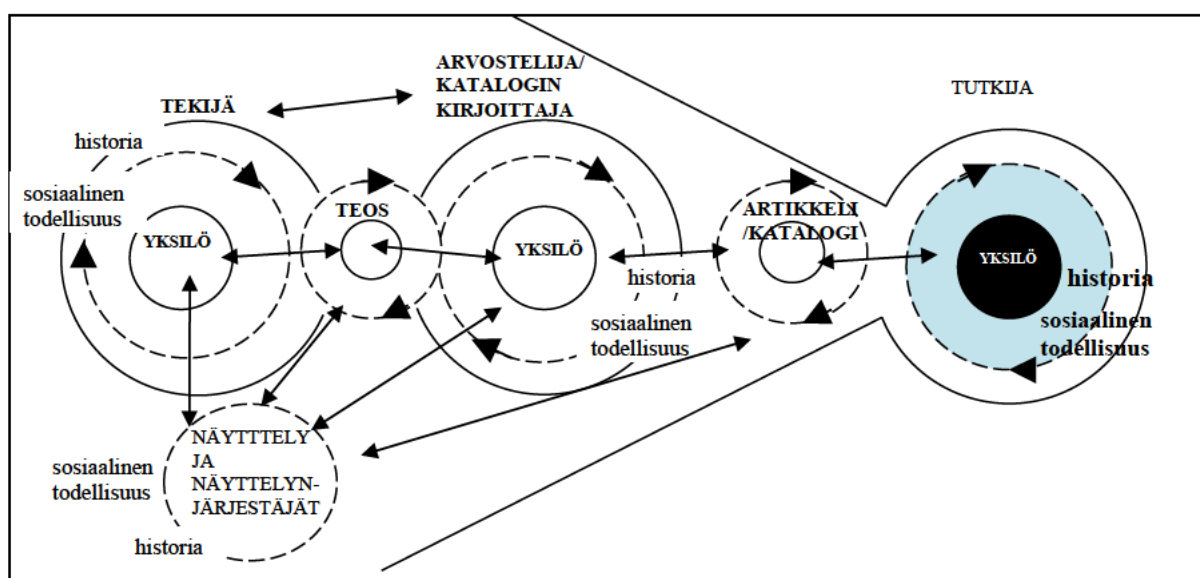 ARVOSTELIJA/
KATALOGIN
KIRJOITTAJA
TEKIJÄ
TUTKIJA
historia
sosiaalinen
todellisuus
YKSILÖ
TEOS
YKSILÖ
historia
sosiaalinen
todellisuus
ARTIKKELI
/KATALOGI
YKSILÖ
historia
sosiaalinen
todellisuus
NÄYTTTELY
JA
NÄYTTELYN-
JÄRJESTÄJÄT
sosiaalinen
todellisuus
historia